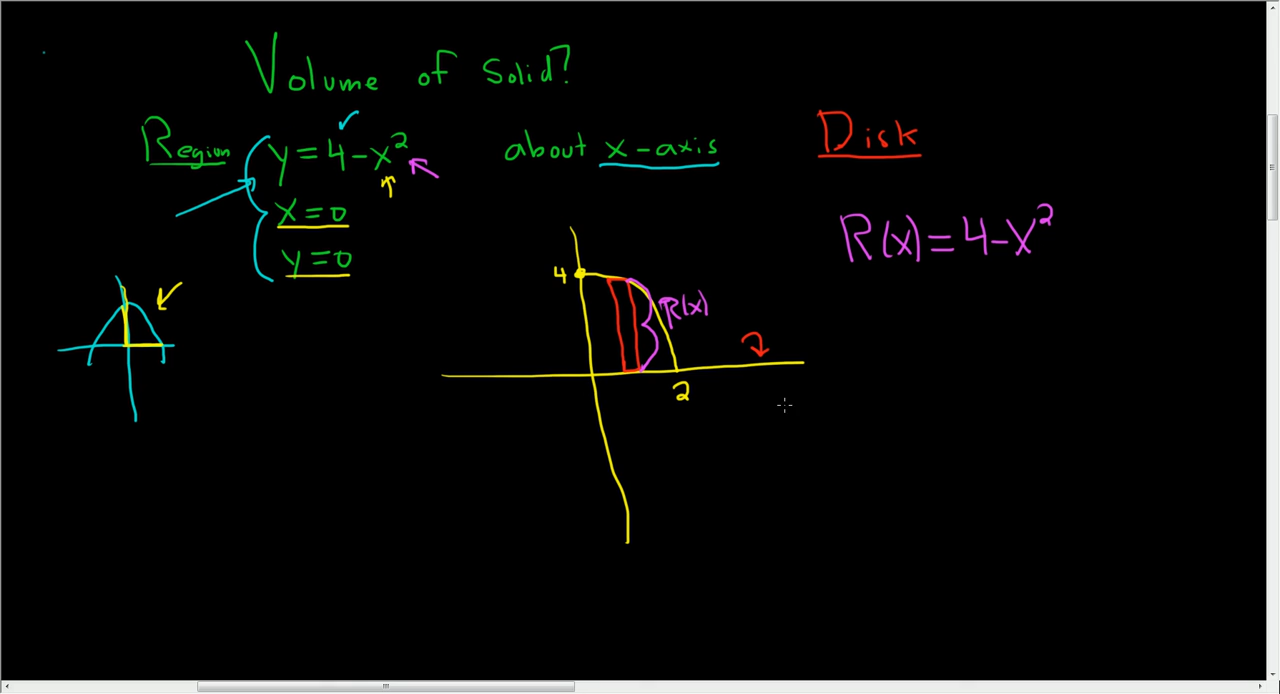 Volume of Solid?
Region y = 4 - x² about x-axis
x = 0
y = 0
Disk
R(x) = 4 - x²
4
R(x)
2